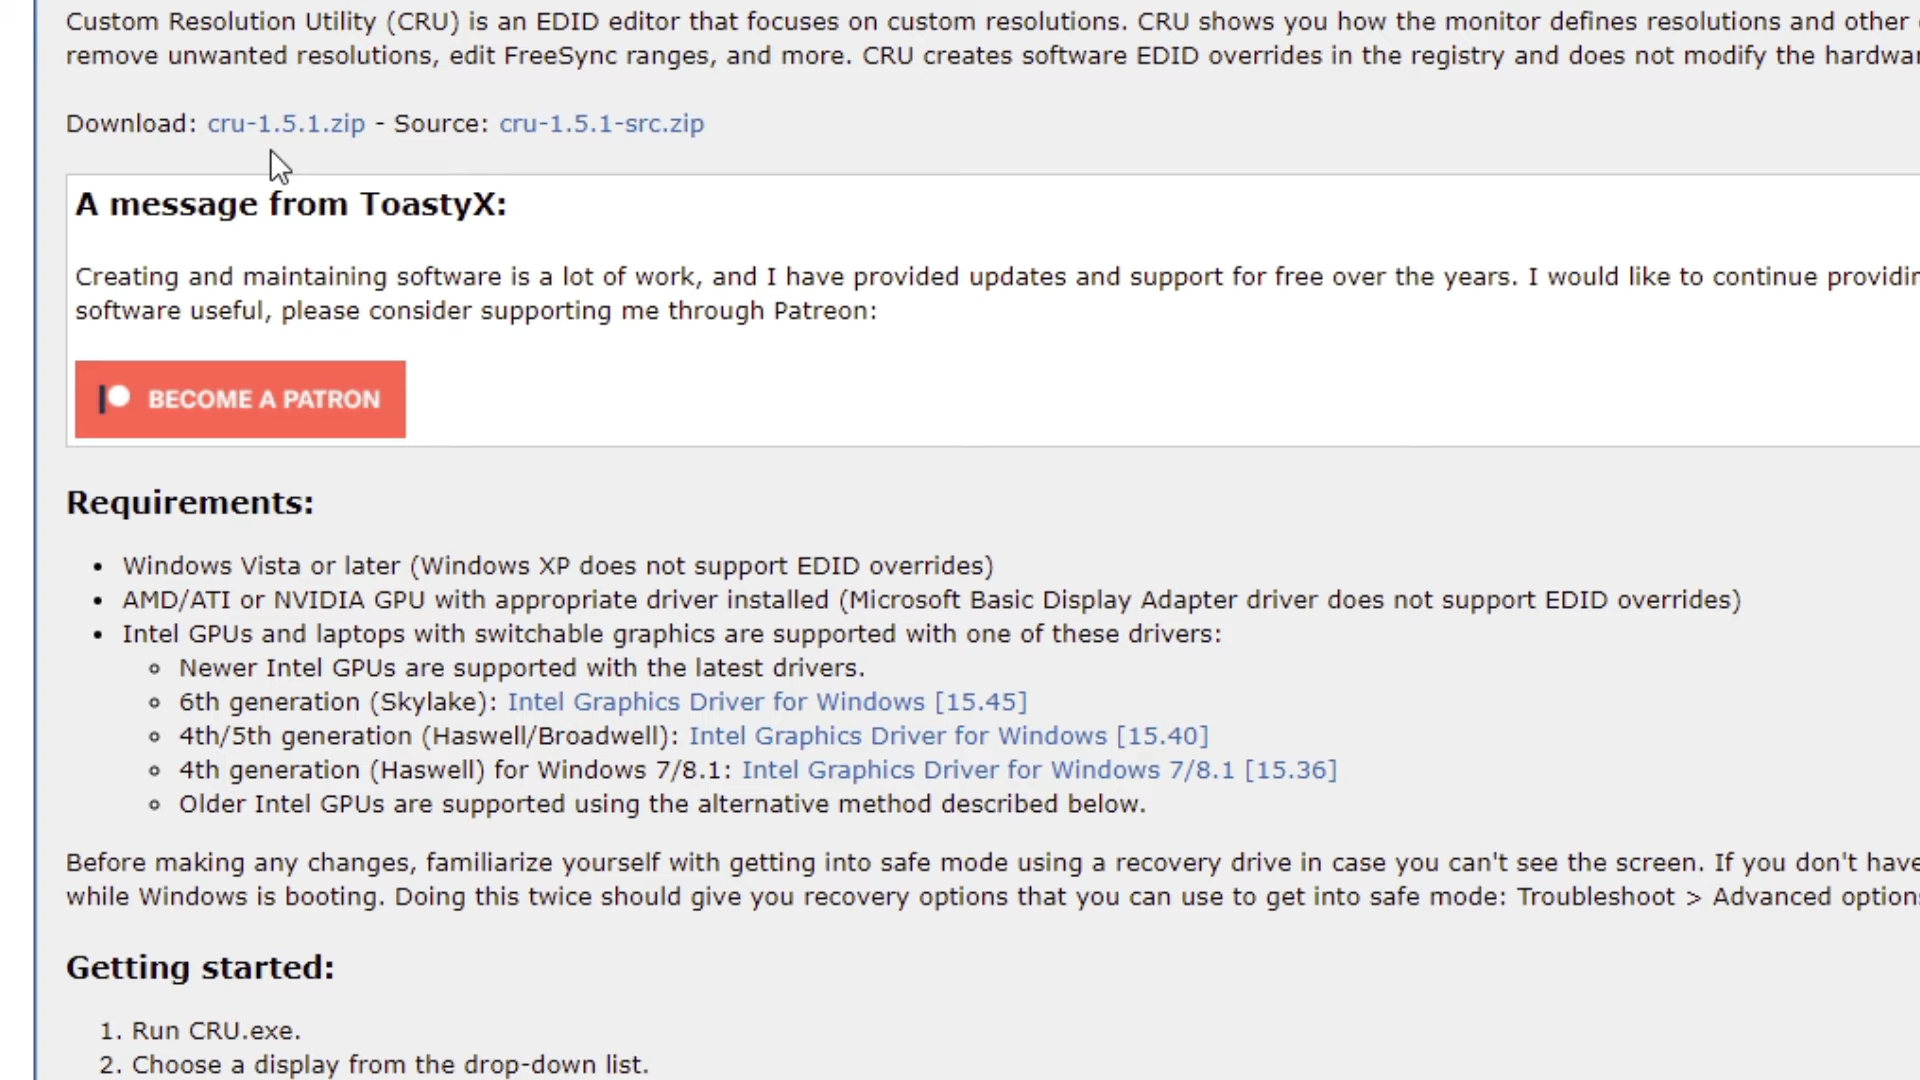 Custom Resolution Utility (CRU) is an EDID editor that focuses on custom resolutions. CRU shows you how the monitor defines resolutions and other
remove unwanted resolutions, edit FreeSync ranges, and more. CRU creates software EDID overrides in the registry and does not modify the hardwar
Download: cru-1.5.1.zip - Source: cru-1.5.1-src.zip
A message from ToastyX:
Creating and maintaining software is a lot of work, and I have provided updates and support for free over the years. I would like to continue providin
software useful, please consider supporting me through Patreon:
BECOME A PATRON
Requirements:
• Windows Vista or later (Windows XP does not support EDID overrides)
• AMD/ATI or NVIDIA GPU with appropriate driver installed (Microsoft Basic Display Adapter driver does not support EDID overrides)
• Intel GPUs and laptops with switchable graphics are supported with one of these drivers:
◦ Newer Intel GPUs are supported with the latest drivers.
◦ 6th generation (Skylake): Intel Graphics Driver for Windows [15.45]
◦ 4th/5th generation (Haswell/Broadwell): Intel Graphics Driver for Windows [15.40]
◦ 4th generation (Haswell) for Windows 7/8.1: Intel Graphics Driver for Windows 7/8.1 [15.36]
◦ Older Intel GPUs are supported using the alternative method described below.
Before making any changes, familiarize yourself with getting into safe mode using a recovery drive in case you can't see the screen. If you don't have
while Windows is booting. Doing this twice should give you recovery options that you can use to get into safe mode: Troubleshoot > Advanced options
Getting started:
1. Run CRU.exe.
2. Choose a display from the drop-down list.